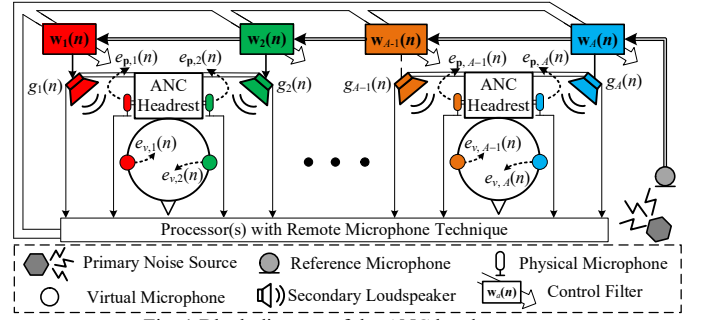 w1(n) w2(n) wA-1(n) wA(n)
ep,1(n) ep,2(n) ep,A−1(n) ep,A(n)
g1(n) ANC Headrest g2(n) gA−1(n) ANC Headrest gA(n)
ev,1(n) ev,2(n) ev,A−1(n) ev,A(n)
Processor(s) with Remote Microphone Technique
Primary Noise Source Reference Microphone Physical Microphone
Virtual Microphone Secondary Loudspeaker wa(n) Control Filter